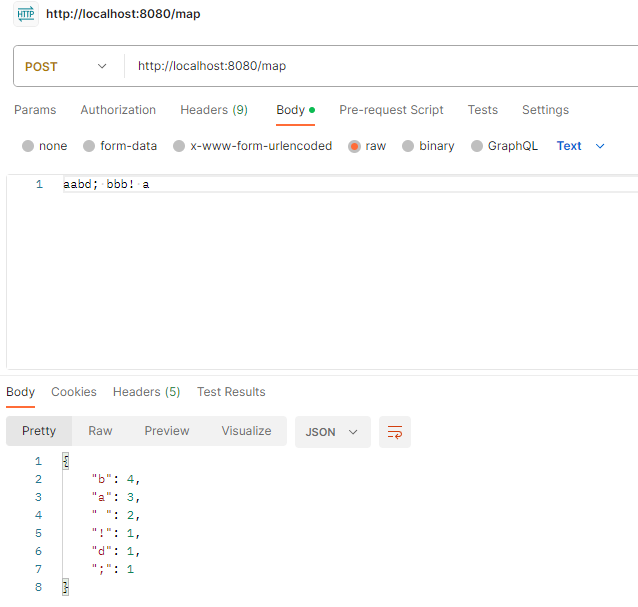 HTTP http://localhost:8080/map
POST http://localhost:8080/map
Params Authorization Headers (9) Body Pre-request Script Tests Settings
none form-data x-www-form-urlencoded raw binary GraphQL Text
1 aabd; bbb! a
Body Cookies Headers (5) Test Results
Pretty Raw Preview Visualize JSON
1 {
2 "b": 4,
3 "a": 3,
4 " ": 2,
5 "!": 1,
6 "d": 1,
7 ";": 1
8 }